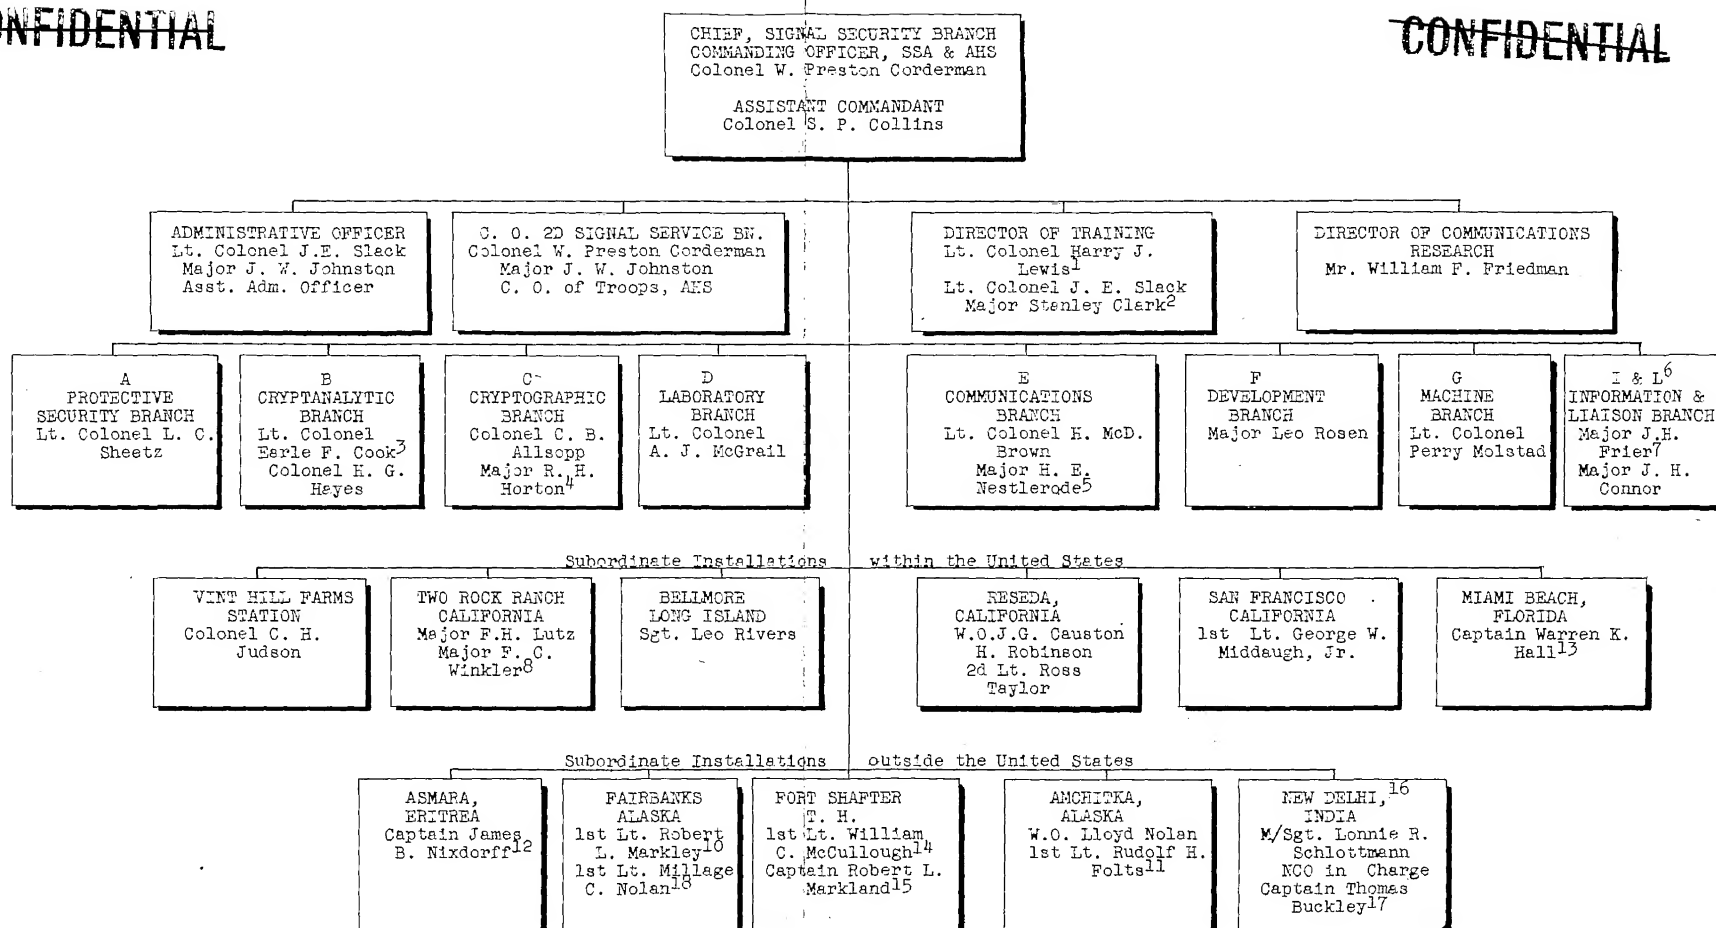 ONFIDENTIAL
CONFIDENTIAL
CHIEF, SIGNAL SECURITY BRANCH
COMMANDING OFFICER, SSA & AHS
Colonel W. Preston Corderman
ASSISTANT COMMANDANT
Colonel S. P. Collins
ADMINISTRATIVE OFFICER
Lt. Colonel J.E. Slack
Major J. W. Johnston
Asst. Adm. Officer
C. O. 2D SIGNAL SERVICE BN.
Colonel W. Preston Corderman
Major J. W. Johnston
C. O. of Troops, AHS
DIRECTOR OF TRAINING
Lt. Colonel Harry J.
Lewis1
Lt. Colonel J. E. Slack
Major Stanley Clark2
DIRECTOR OF COMMUNICATIONS
RESEARCH
Mr. William F. Friedman
A
PROTECTIVE
SECURITY BRANCH
Lt. Colonel L. C.
Sheetz
B
CRYPTANALYTIC
BRANCH
Lt. Colonel
Earle F. Cook3
Colonel H. G.
Hayes
C
CRYPTOGRAPHIC
BRANCH
Colonel C. B.
Allsopp
Major R. H.
Horton4
D
LABORATORY
BRANCH
Lt. Colonel
A. J. McGrail
E
COMMUNICATIONS
BRANCH
Lt. Colonel H. McD.
Brown
Major H. E.
Nestlerode5
F
DEVELOPMENT
BRANCH
Major Leo Rosen
G
MACHINE
BRANCH
Lt. Colonel
Perry Molstad
I & L6
INFORMATION &
LIAISON BRANCH
Major J.H.
Frier7
Major J. H.
Connor
Subordinate Installations within the United States
VINT HILL FARMS
STATION
Colonel C. H.
Judson
TWO ROCK RANCH
CALIFORNIA
Major F.H. Lutz
Major F. C.
Winkler8
BELLMORE
LONG ISLAND
Sgt. Leo Rivers
RESEDA,
CALIFORNIA
W.O.J.G. Causton
H. Robinson
2d Lt. Ross
Taylor
SAN FRANCISCO
CALIFORNIA
1st Lt. George W.
Middaugh, Jr.
MIAMI BEACH,
FLORIDA
Captain Warren K.
Hall13
Subordinate Installations outside the United States
ASMARA,
ERITREA
Captain James
B. Nixdorff12
FAIRBANKS
ALASKA
1st Lt. Robert
L. Markley10
1st Lt. Millage
C. Nolan18
FORT SHAFTER
T. H.
1st Lt. William
C. McCullough14
Captain Robert L.
Markland15
AMCHITKA,
ALASKA
W.O. Lloyd Nolan
1st Lt. Rudolf H.
Folts11
NEW DELHI,16
INDIA
M/Sgt. Lonnie R.
Schlottmann
NCO in Charge
Captain Thomas
Buckley17